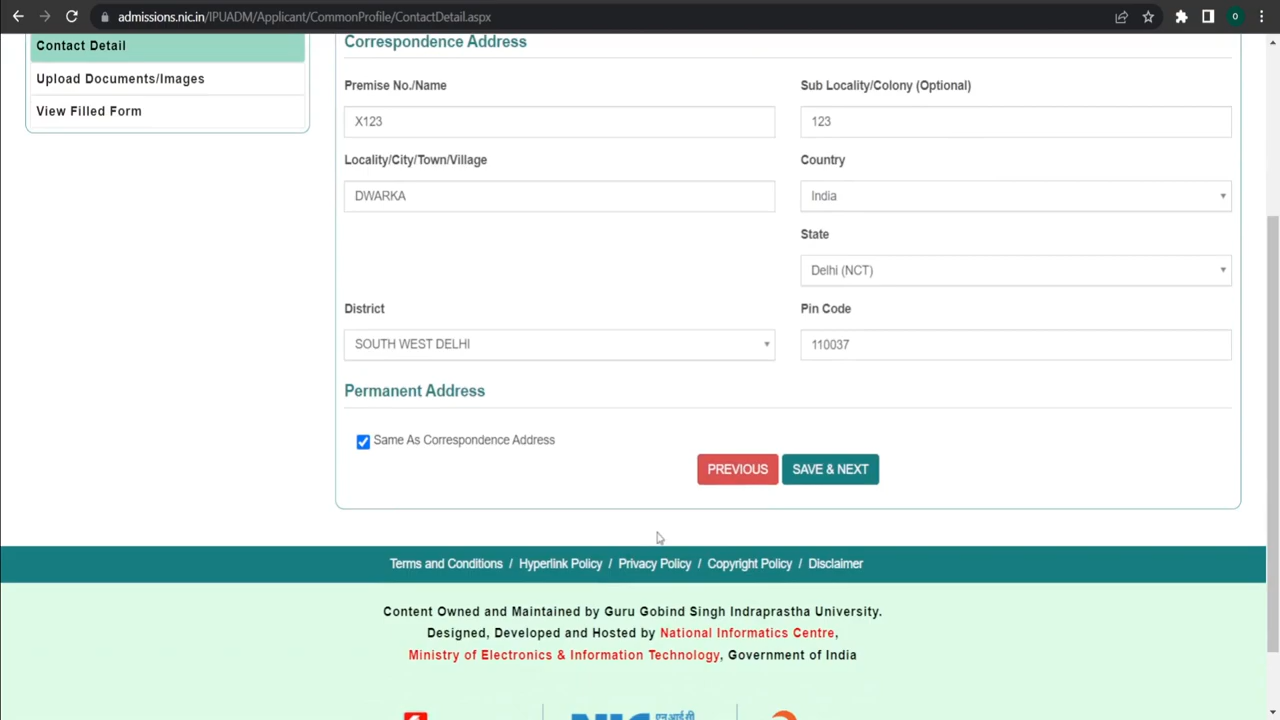 admissions.nic.in/IPUADM/Applicant/CommonProfile/ContactDetail.aspx
Contact Detail
Upload Documents/Images
View Filled Form
Correspondence Address
Premise No./Name
Sub Locality/Colony (Optional)
X123
123
Locality/City/Town/Village
Country
DWARKA
India
State
Delhi (NCT)
District
Pin Code
SOUTH WEST DELHI
110037
Permanent Address
Same As Correspondence Address
PREVIOUS
SAVE & NEXT
Terms and Conditions / Hyperlink Policy / Privacy Policy / Copyright Policy / Disclaimer
Content Owned and Maintained by Guru Gobind Singh Indraprastha University.
Designed, Developed and Hosted by National Informatics Centre,
Ministry of Electronics & Information Technology, Government of India